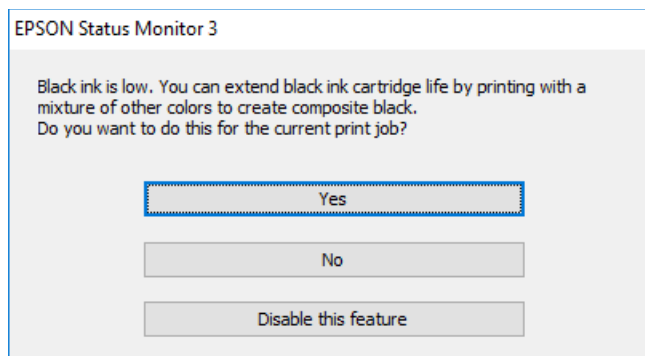 EPSON Status Monitor 3
Black ink is low. You can extend black ink cartridge life by printing with a
mixture of other colors to create composite black.
Do you want to do this for the current print job?
Yes
No
Disable this feature